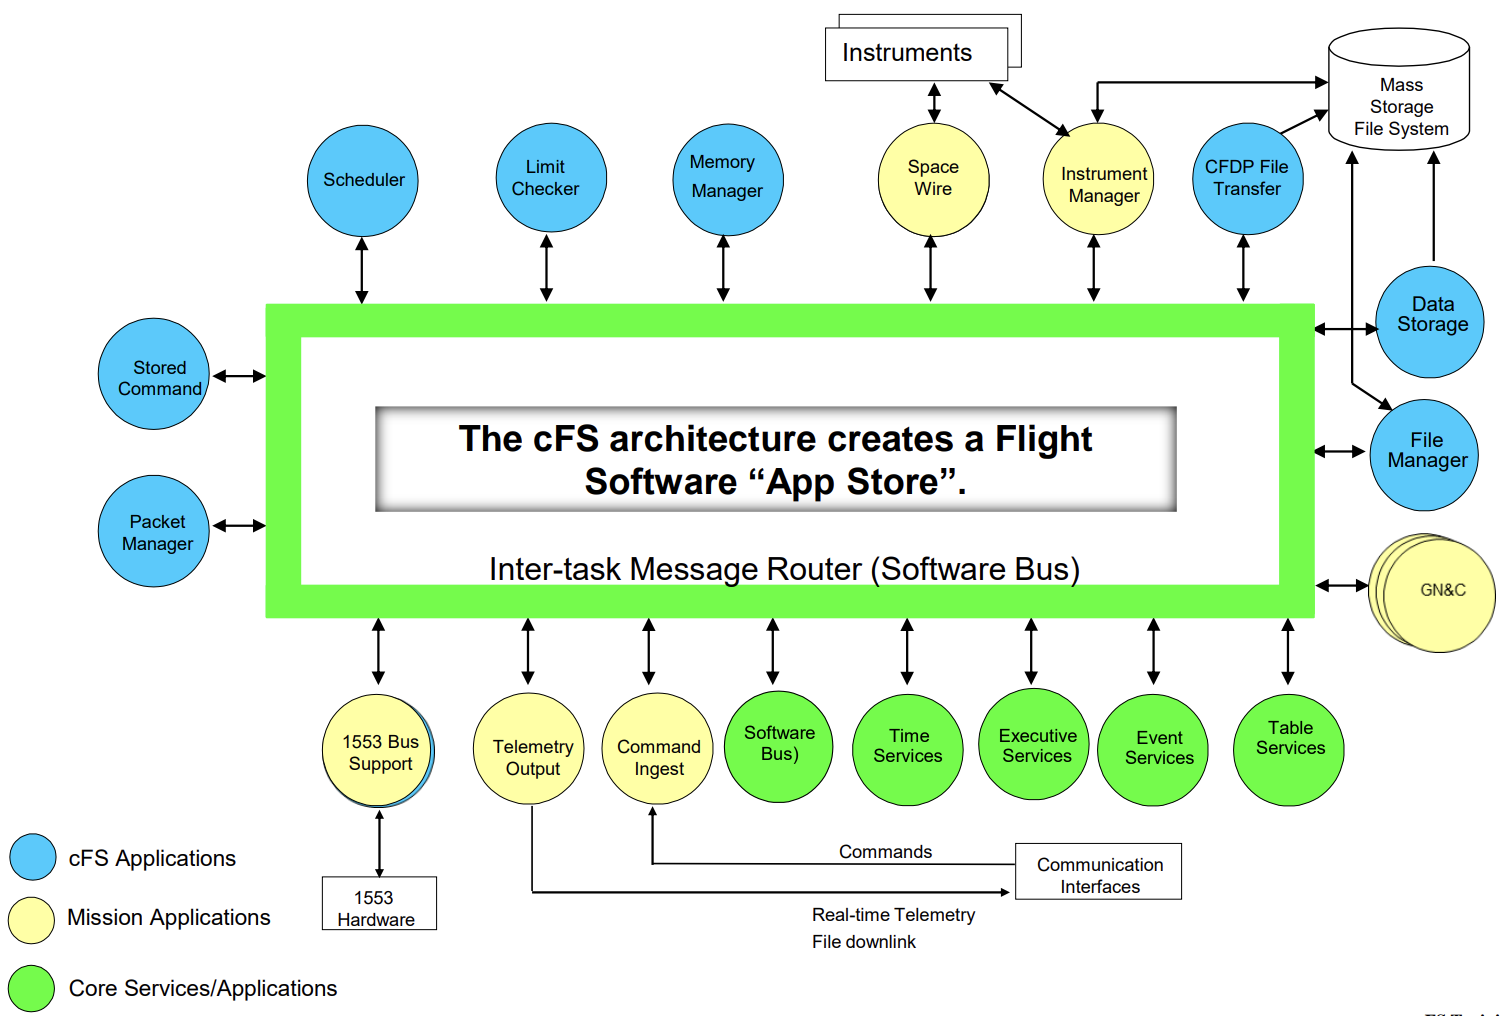 Instruments
Mass
Storage
File System
Scheduler
Limit
Checker
Memory
Manager
Space
Wire
Instrument
Manager
CFDP File
Transfer
Data
Storage
Stored
Command
The cFS architecture creates a Flight
Software “App Store”.
File
Manager
Packet
Manager
Inter-task Message Router (Software Bus)
GN&C
1553 Bus
Support
Telemetry
Output
Command
Ingest
Software
Bus)
Time
Services
Executive
Services
Event
Services
Table
Services
cFS Applications
Commands
Communication
Interfaces
1553
Hardware
Mission Applications
Real-time Telemetry
File downlink
Core Services/Applications